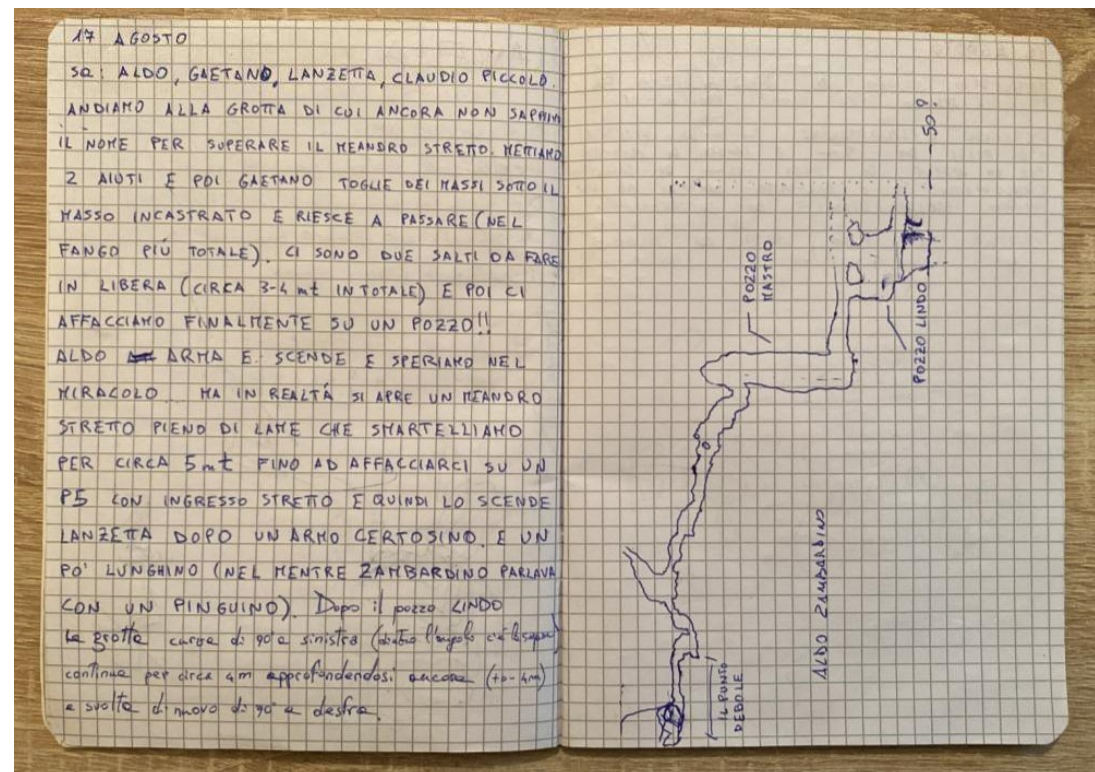 17 AGOSTO
SQ: ALDO, GAETANO, LANZETTA, CLAUDIO PICCOLO.
ANDIAMO ALLA GROTTA DI CUI ANCORA NON SAPPIAMO
IL NOME PER SUPERARE IL MEANDRO STRETTO. METTIAMO
2 AIUTI E POI GAETANO TOGLIE DEI MASSI SOTTO IL
MASSO INCASTRATO E RIESCE A PASSARE (NEL
FANGO PIÙ TOTALE). CI SONO DUE SALTI DA FARE
IN LIBERA (CIRCA 3-4 mt IN TOTALE) E POI CI
AFFACCIAMO FINALMENTE SU UN POZZO!!
ALDO ARMA E SCENDE E SPERIAMO NEL
MIRACOLO... MA IN REALTÁ SI APRE UN MEANDRO
STRETTO PIENO DI LAME CHE SMARTELLIAMO
PER CIRCA 5mt FINO AD AFFACCIARCI SU UN
P5 CON INGRESSO STRETTO E QUINDI LO SCENDE
LANZETTA DOPO UN ARMO CERTOSINO E UN
PO' LUNGHINO (NEL MENTRE ZAMBARDINO PARLAVA
CON UN PINGUINO). Dopo il pozzo LINDO
la grotta curva di 90° a sinistra (dietro l'angolo c'è
continua per circa 4m approfondendosi ancora (to-4m)
e svolta di nuovo di 90° a destra.
-50?
POZZO
MASTRO
POZZO LINDO
ALDO ZAMBARDINO
IL PUNTO
DEBOLE